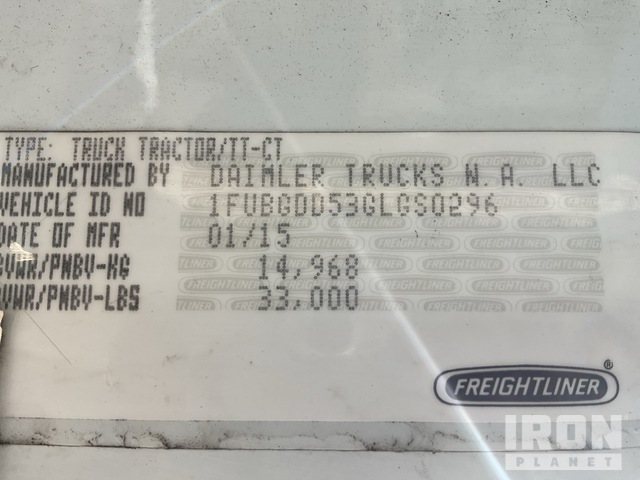 TYPE: TRUCK TRACTOR/TT-CT
MANUFACTURED BY DAIMLER TRUCKS N.A. LLC
VEHICLE ID NO 1FUBGDD53GLGS0296
DATE OF MFR 01/15
GVWR/PNBV-KG 14,968
GVWR/PNBV-LBS 33,000
FREIGHTLINER®
IRON
PLANET